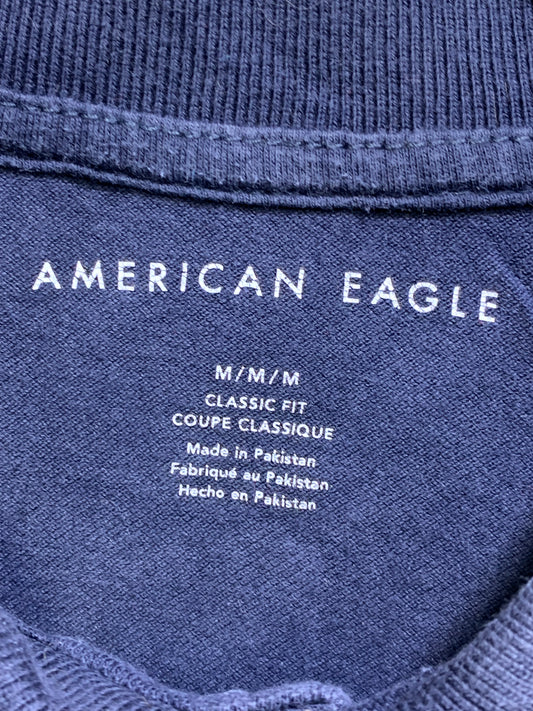 AMERICAN EAGLE
M/M/M
CLASSIC FIT
COUPE CLASSIQUE
Made in Pakistan
Fabriqué au Pakistan
Hecho en Pakistan